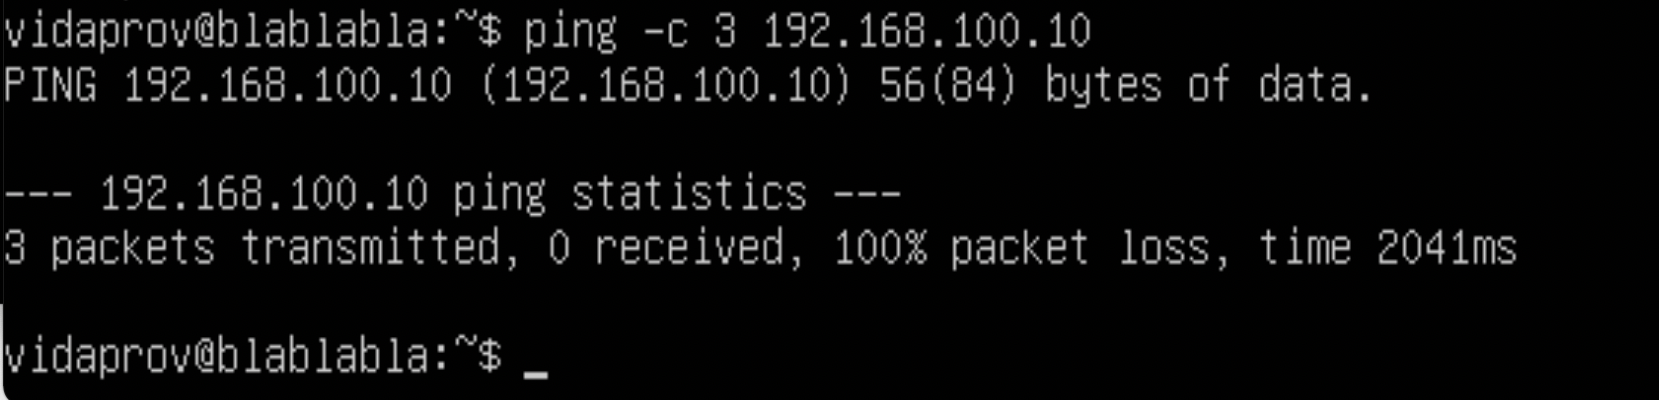 vidaprov@blablabla:~$ ping -c 3 192.168.100.10
PING 192.168.100.10 (192.168.100.10) 56(84) bytes of data.
--- 192.168.100.10 ping statistics ---
3 packets transmitted, 0 received, 100% packet loss, time 2041ms
vidaprov@blablabla:~$ _